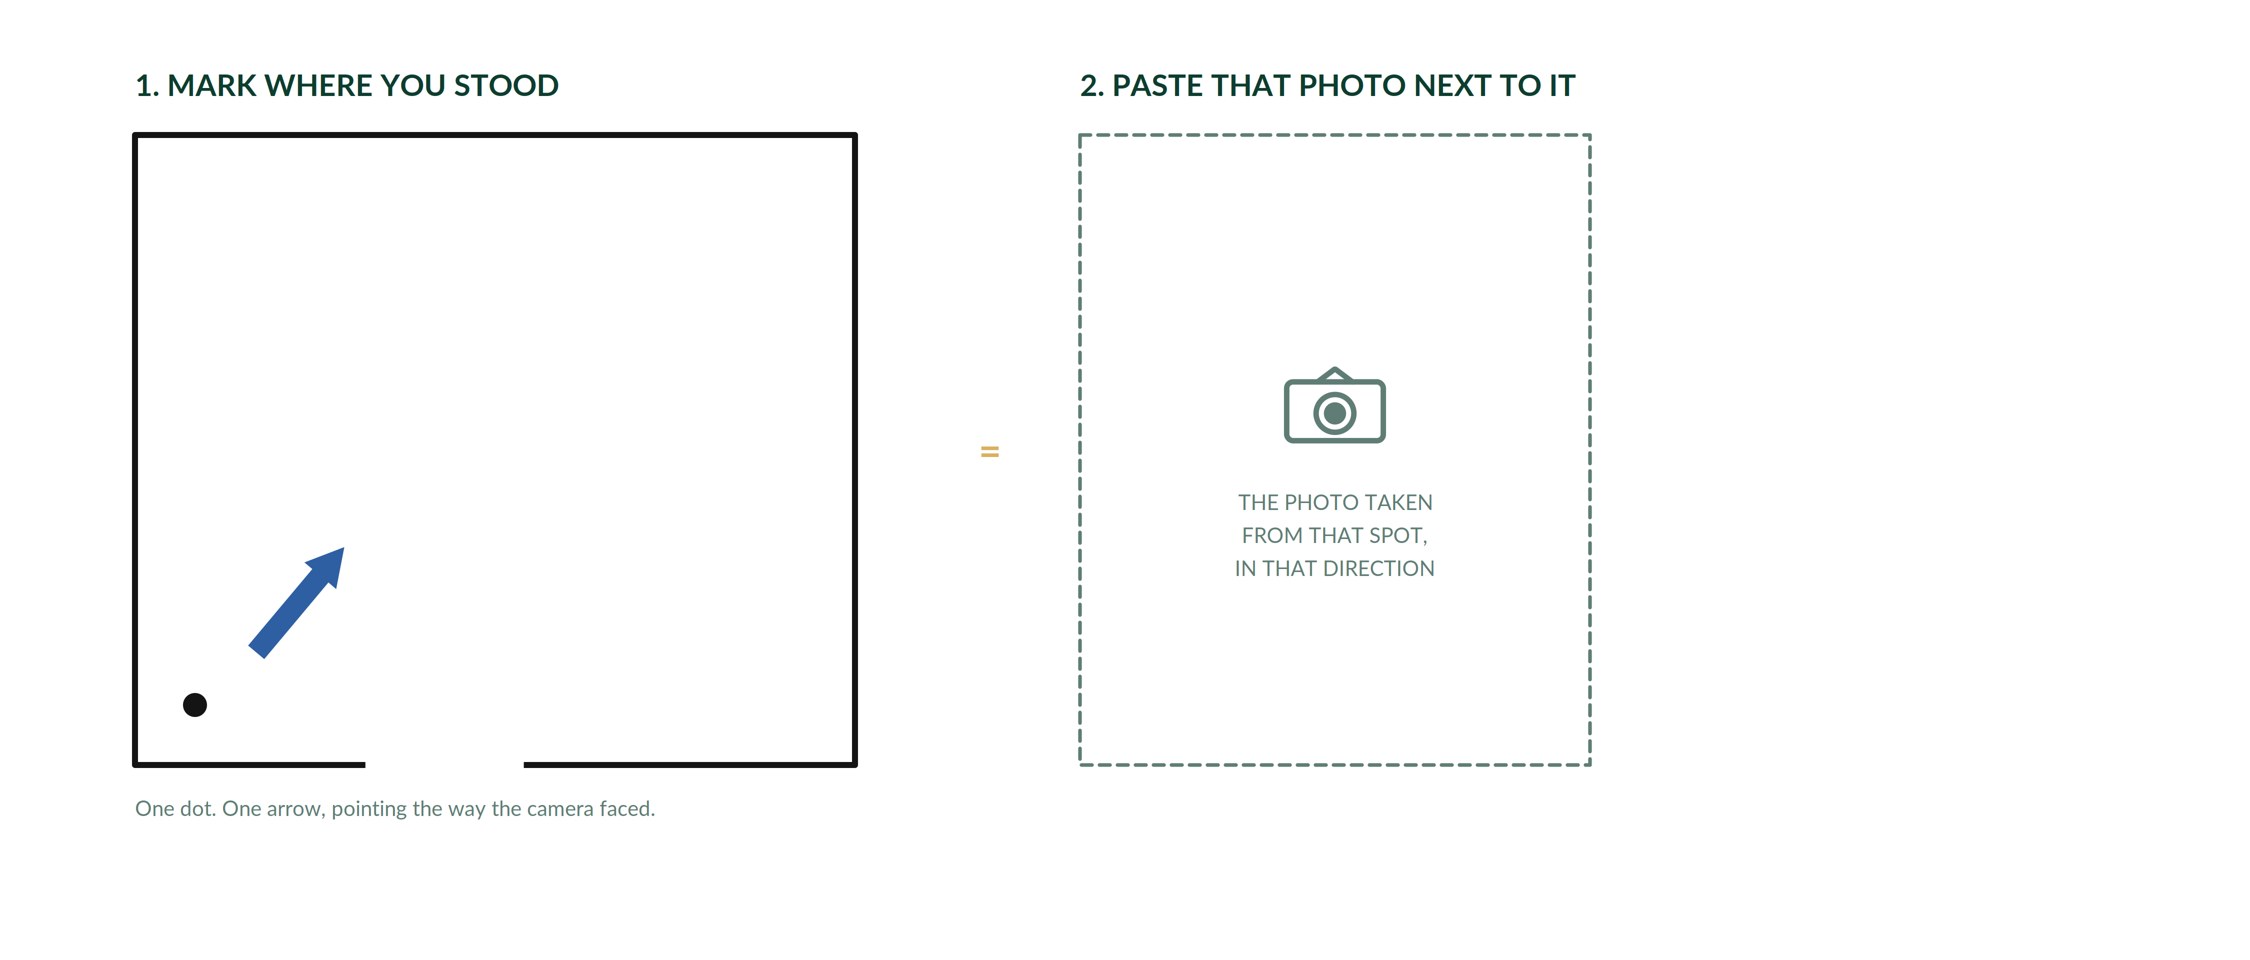 1. MARK WHERE YOU STOOD
2. PASTE THAT PHOTO NEXT TO IT
=
THE PHOTO TAKEN
FROM THAT SPOT,
IN THAT DIRECTION
One dot. One arrow, pointing the way the camera faced.